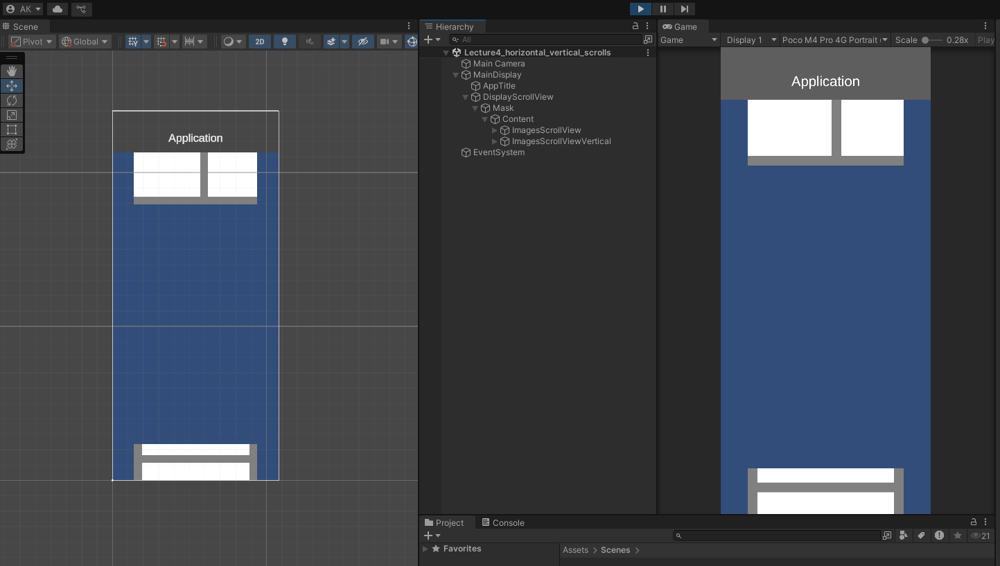 AK
Scene
Pivot
Global
2D
Application
Hierarchy
All
Lecture4_horizontal_vertical_scrolls
Main Camera
MainDisplay
AppTitle
DisplayScrollView
Mask
Content
ImagesScrollView
ImagesScrollViewVertical
EventSystem
Game
Game Display 1 Poco M4 Pro 4G Portrait Scale 0.28x Play
Application
Project Console
21
Favorites
Assets > Scenes >